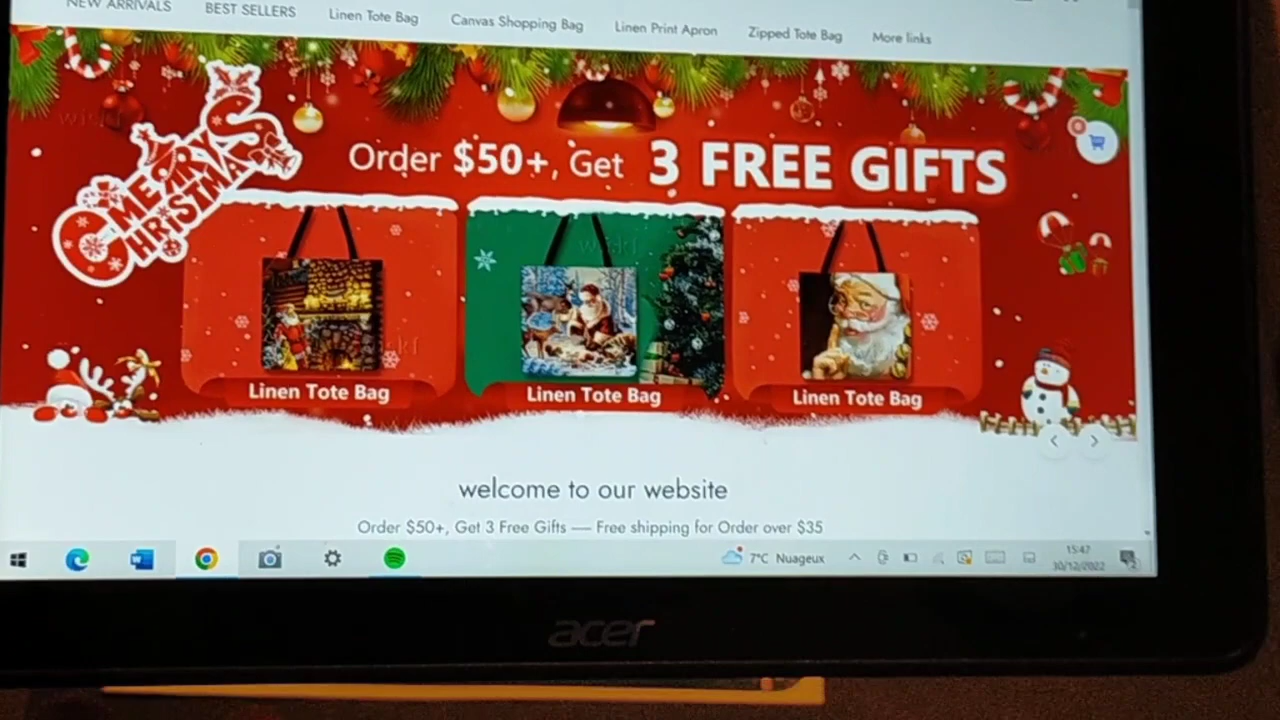 NEW ARRIVALS BEST SELLERS Linen Tote Bag Canvas Shopping Bag Linen Print Apron Zipped Tote Bag More links
MERRY
CHRISTMAS
Order $50+, Get 3 FREE GIFTS
0
Linen Tote Bag Linen Tote Bag Linen Tote Bag
welcome to our website
Order $50+, Get 3 Free Gifts — Free shipping for Order over $35
7°C Nuageux
15:47
30/12/2022
2
acer